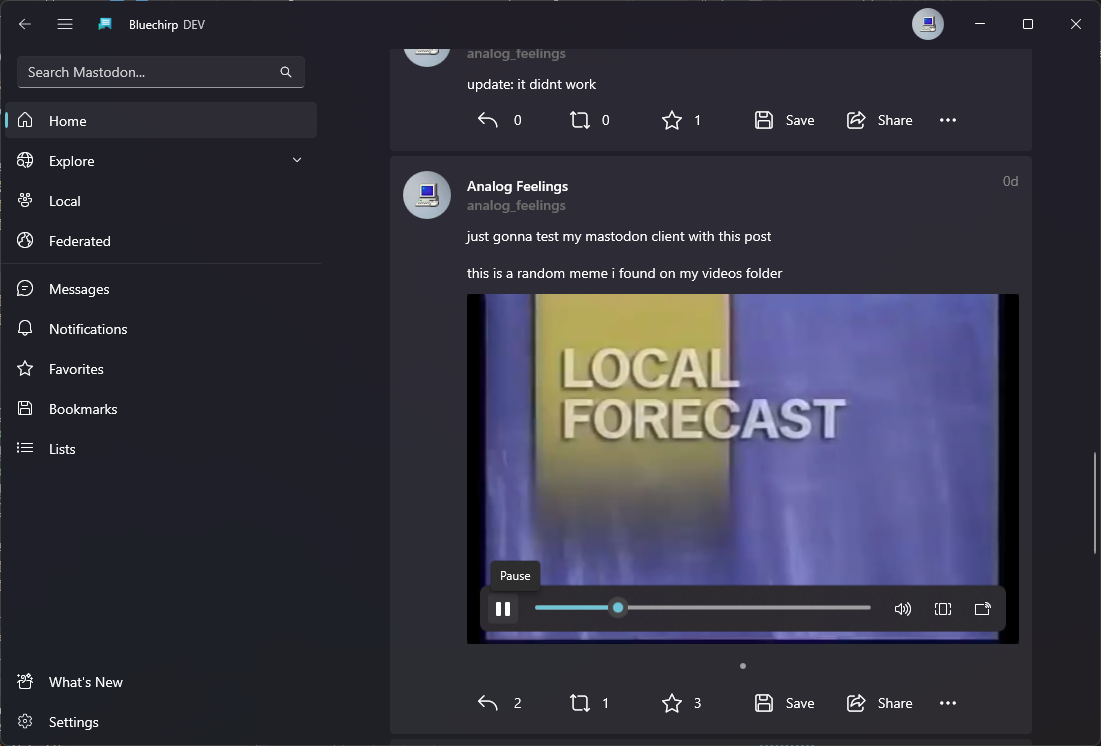 Bluechirp DEV
Search Mastodon...
Home
Explore
Local
Federated
Messages
Notifications
Favorites
Bookmarks
Lists
What's New
Settings
analog_feelings
update: it didnt work
0 0 1 Save Share
Analog Feelings 0d
analog_feelings
just gonna test my mastodon client with this post
this is a random meme i found on my videos folder
LOCAL
FORECAST
Pause
2 1 3 Save Share